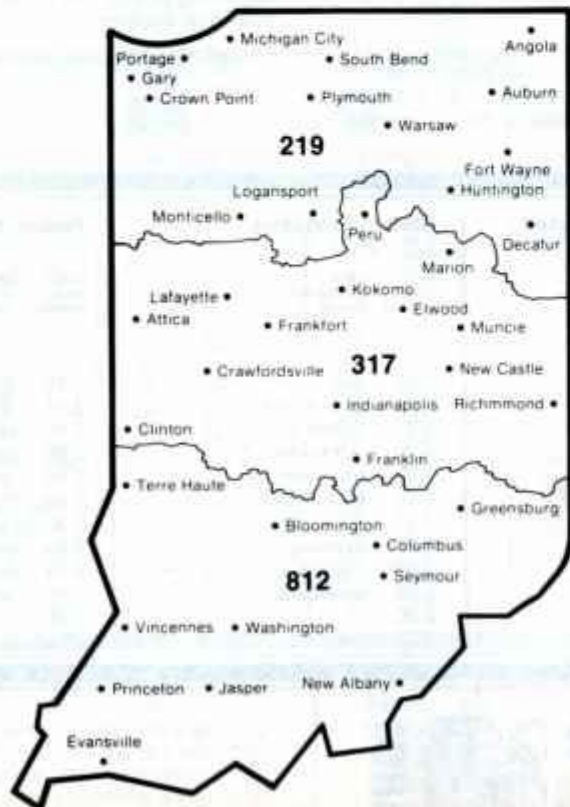 Michigan City
Angola
Portage
South Bend
Gary
Crown Point
Plymouth
Auburn
Warsaw
219
Fort Wayne
Huntington
Logansport
Monticello
Peru
Decatur
Marion
Kokomo
Lafayette
Elwood
Attica
Frankfort
Muncie
317
Crawfordsville
New Castle
Indianapolis
Richmmond
Clinton
Franklin
Terre Haute
Greensburg
Bloomington
Columbus
812
Seymour
Vincennes
Washington
Princeton
Jasper
New Albany
Evansville